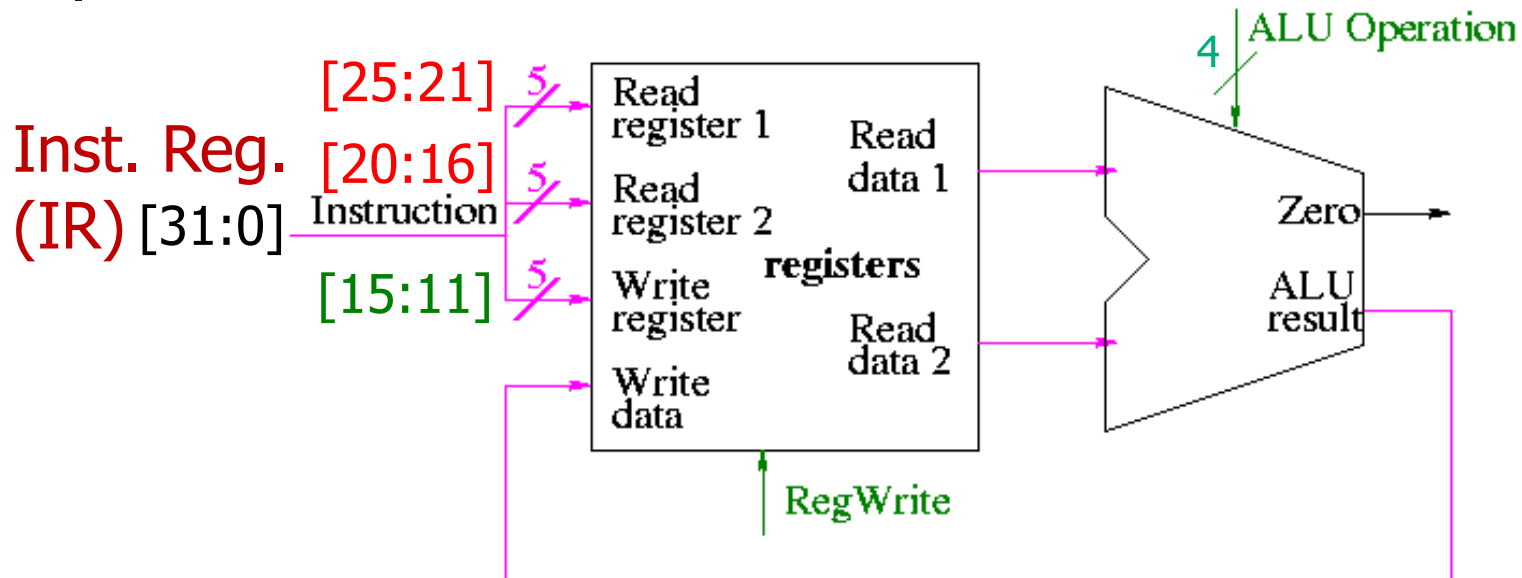 ALU Operation
4
[25:21]
5
Read
register 1
Inst. Reg.
(IR)
[20:16]
5
Read
register 2
[31:0]
Instruction
[15:11]
5
Write
register
Write
data
registers
Read
data 1
Read
data 2
Zero
ALU
result
RegWrite